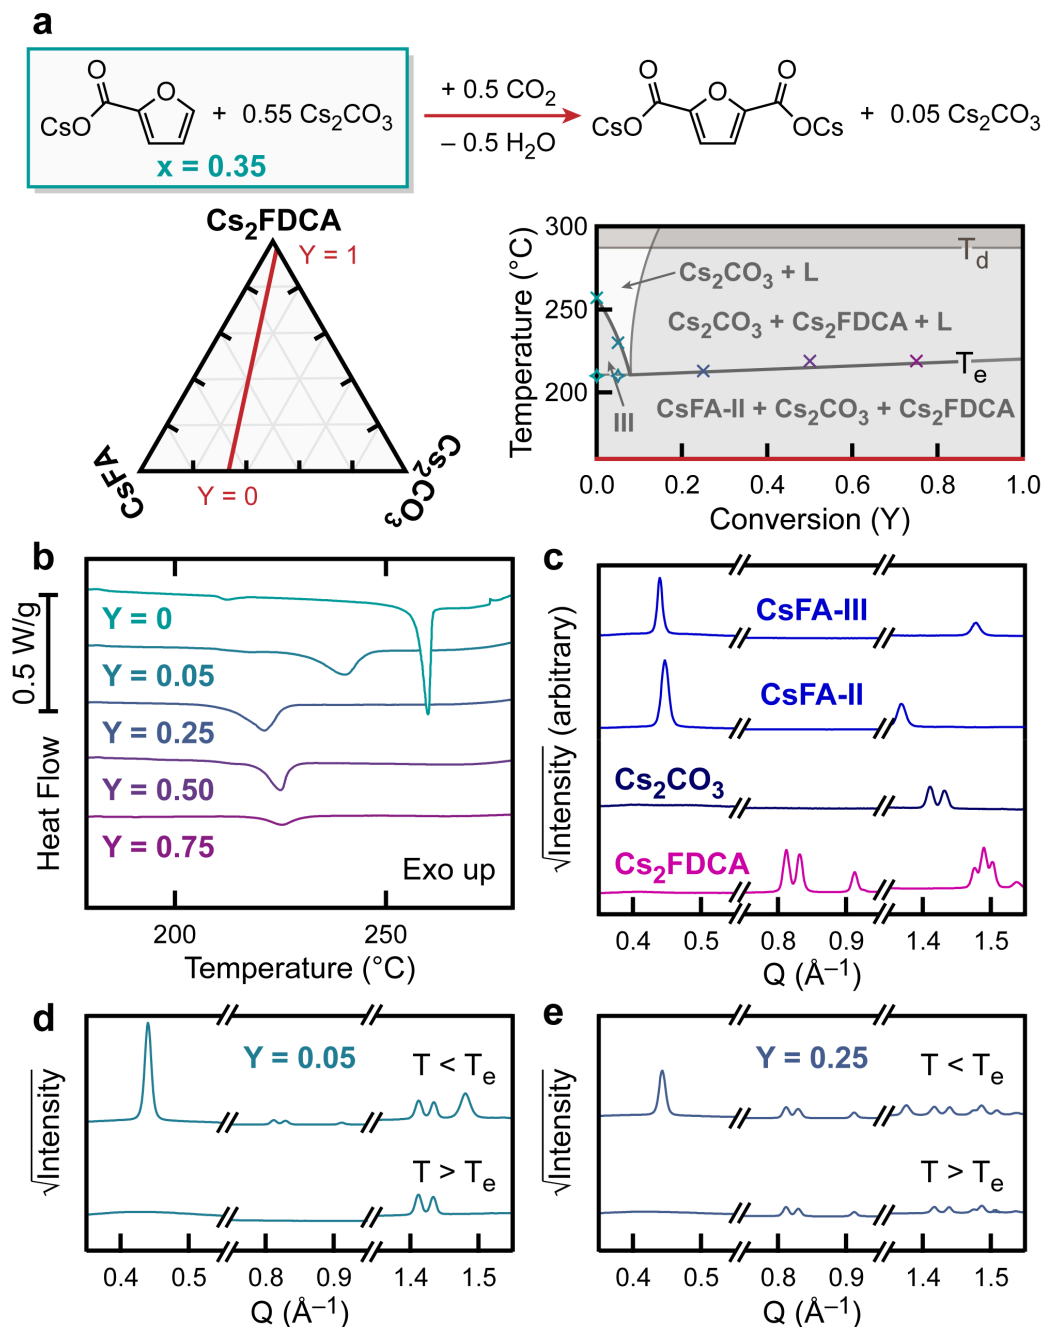 a
O
CsO
O
+ 0.55 Cs2CO3
x = 0.35
+ 0.5 CO2
– 0.5 H2O
O
CsO
O
O
OCs
+ 0.05 Cs2CO3
Cs2FDCA
Y = 1
CsFA
Y = 0
Cs2CO3
Temperature (°C)
300
250
200
Td
Cs2CO3 + L
Cs2CO3 + Cs2FDCA + L
Te
III
CsFA-II + Cs2CO3 + Cs2FDCA
0.0 0.2 0.4 0.6 0.8 1.0
Conversion (Y)
b
0.5 W/g
Heat Flow
Y = 0
Y = 0.05
Y = 0.25
Y = 0.50
Y = 0.75
Exo up
200 250
Temperature (°C)
c
√Intensity (arbitrary)
CsFA-III
CsFA-II
Cs2CO3
Cs2FDCA
0.4 0.5 0.8 0.9 1.4 1.5
Q (Å–1)
d
√Intensity
Y = 0.05
T < Te
T > Te
0.4 0.5 0.8 0.9 1.4 1.5
Q (Å–1)
e
√Intensity
Y = 0.25
T < Te
T > Te
0.4 0.5 0.8 0.9 1.4 1.5
Q (Å–1)